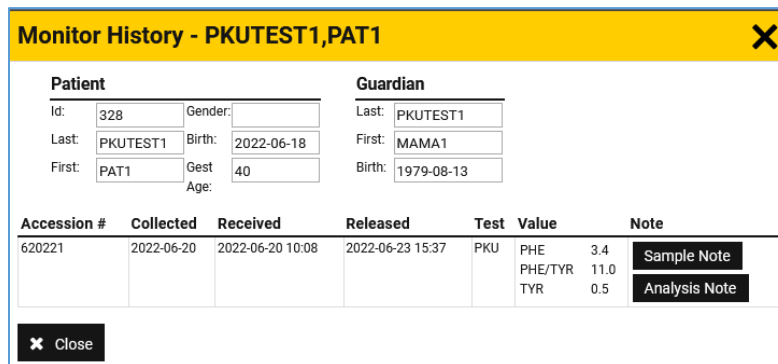 Monitor History - PKUTEST1,PAT1
Patient Guardian
Id: 328 Gender: Last: PKUTEST1
Last: PKUTEST1 Birth: 2022-06-18 First: MAMA1
First: PAT1 Gest Age: 40 Birth: 1979-08-13
Accession # Collected Received Released Test Value Note
620221 2022-06-20 2022-06-20 10:08 2022-06-23 15:37 PKU PHE 3.4 Sample Note
PHE/TYR 11.0
TYR 0.5 Analysis Note
Close